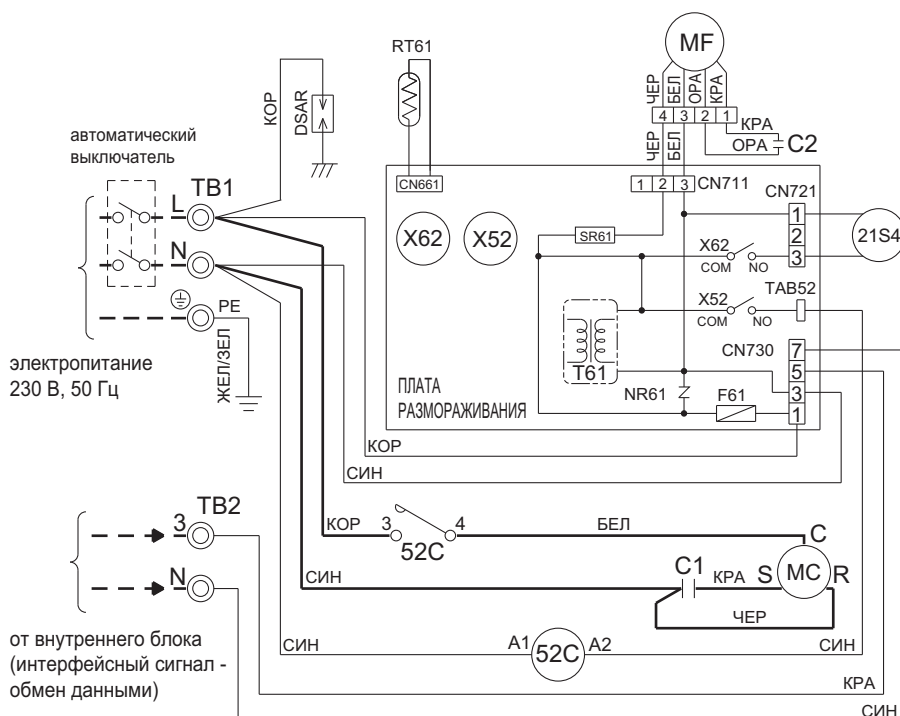 RT61
MF
КОР
DSAR
ЧЕР
БЕЛ
ОРА
КРА
4 3 2 1
КРА
ОРА
C2
автоматический
выключатель
TB1
L
N
PE
ЖЕЛ/ЗЕЛ
электропитание
230 В, 50 Гц
ЧЕР
БЕЛ
CN661
1 2 3
CN711
CN721
1
2
3
21S4
X62
X52
SR61
X62
COM
NO
X52
COM
NO
TAB52
T61
CN730
7
5
3
1
NR61
F61
ПЛАТА
РАЗМОРАЖИВАНИЯ
КОР
СИН
TB2
3
N
КОР
3
4
52C
БЕЛ
C
СИН
C1
КРА
S
MC
R
ЧЕР
от внутреннего блока
(интерфейсный сигнал -
обмен данными)
СИН
A1
52C
A2
СИН
КРА
СИН